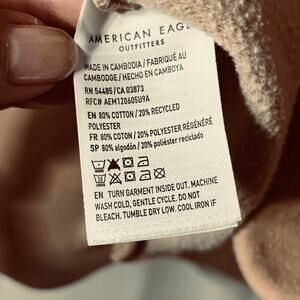 AMERICAN EAGLE
OUTFITTERS
MADE IN CAMBODIA / FABRIQUÉ AU
CAMBODGE / HECHO EN CAMBOYA
RN 54485 / CA 03873
RFC# AEM120605U9A
EN 80% COTTON / 20% RECYCLED
POLYESTER
FR 80% COTON / 20% POLYESTER RÉGÉNÉRÉ
SP 80% algodón / 20% poliéster reciclado
EN TURN GARMENT INSIDE OUT. MACHINE
WASH COLD, GENTLE CYCLE. DO NOT
BLEACH. TUMBLE DRY LOW. COOL IRON IF